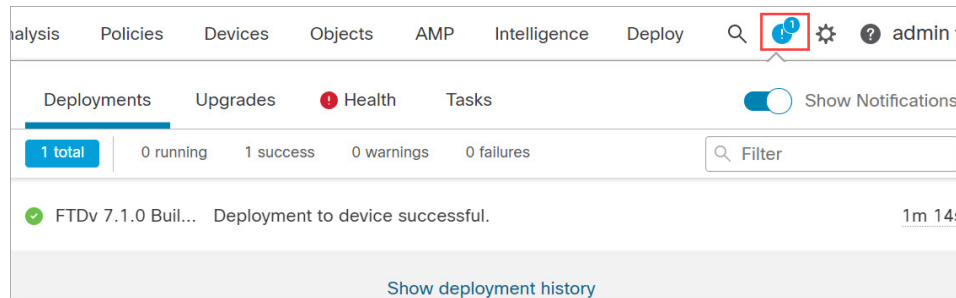 alysis Policies Devices Objects AMP Intelligence Deploy 1 admin
Deployments Upgrades Health Tasks Show Notifications
1 total 0 running 1 success 0 warnings 0 failures Filter
FTDv 7.1.0 Buil... Deployment to device successful. 1m 14s
Show deployment history